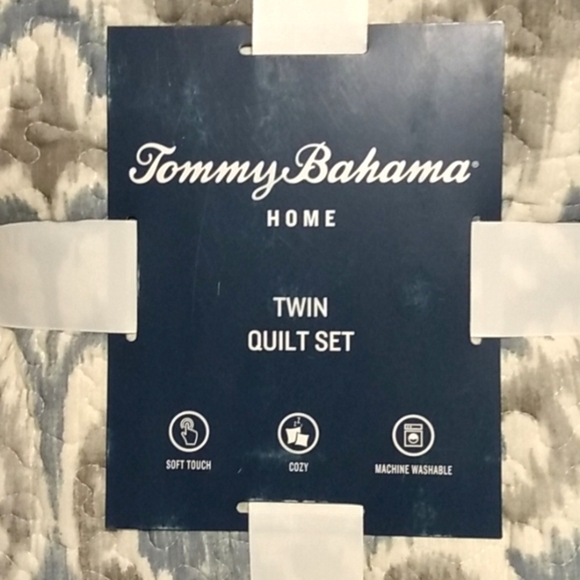 Tommy Bahama®
HOME
TWIN
QUILT SET
SOFT TOUCH
COZY
MACHINE WASHABLE